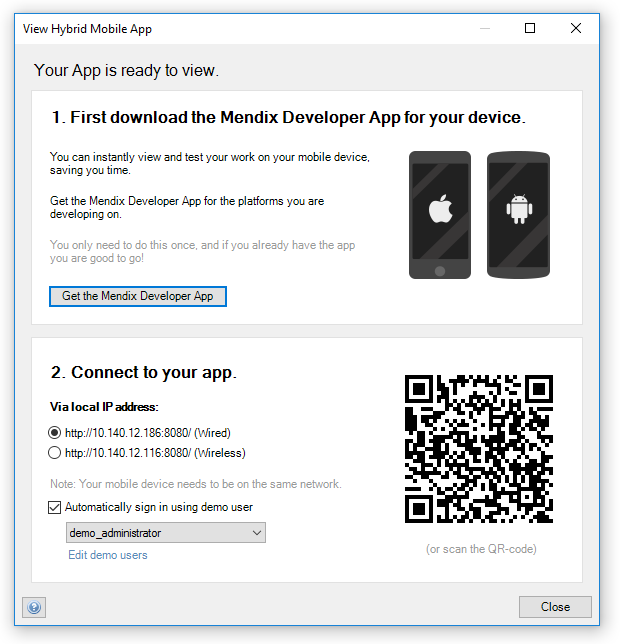 View Hybrid Mobile App
Your App is ready to view.
1. First download the Mendix Developer App for your device.
You can instantly view and test your work on your mobile device,
saving you time.
Get the Mendix Developer App for the platforms you are
developing on.
You only need to do this once, and if you already have the app
you are good to go!
Get the Mendix Developer App
2. Connect to your app.
Via local IP address:
http://10.140.12.186:8080/ (Wired)
http://10.140.12.116:8080/ (Wireless)
Note: Your mobile device needs to be on the same network.
Automatically sign in using demo user
demo_administrator
Edit demo users
(or scan the QR-code)
?
Close